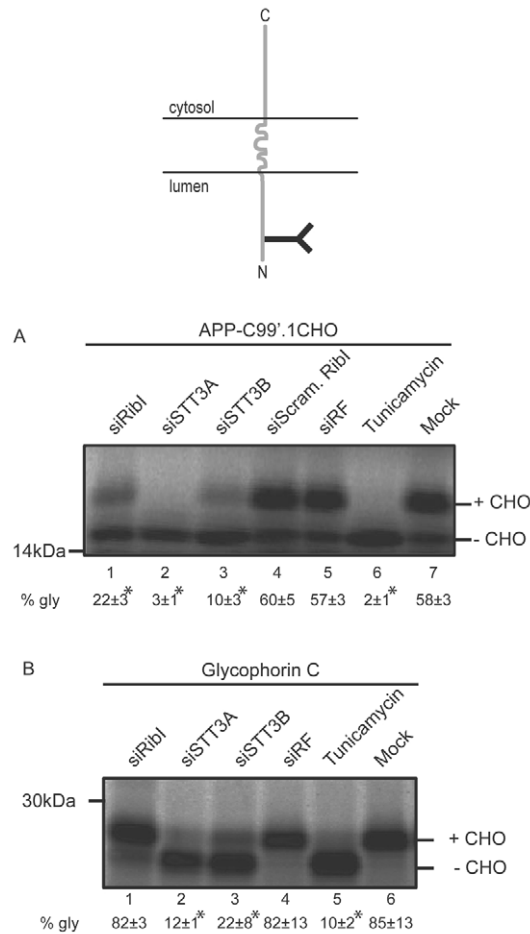 C
cytosol
lumen
N
A
APP-C99'.1CHO
siRibI siSTT3A siSTT3B siScram. RibI siRF Tunicamycin Mock
+ CHO
- CHO
14kDa
1 2 3 4 5 6 7
% gly 22±3* 3±1* 10±3* 60±5 57±3 2±1* 58±3
B
Glycophorin C
siRibI siSTT3A siSTT3B siRF Tunicamycin Mock
30kDa
+ CHO
- CHO
1 2 3 4 5 6
% gly 82±3 12±1* 22±8* 82±13 10±2* 85±13